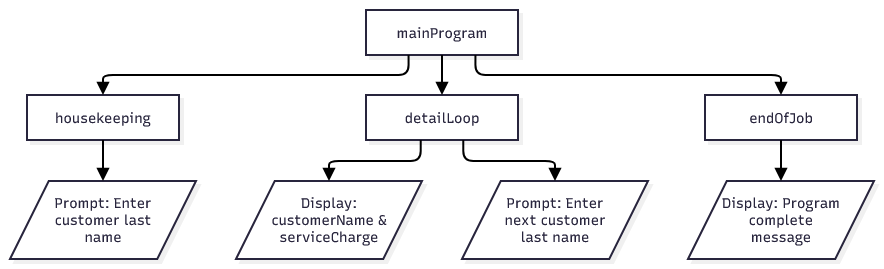 mainProgram
housekeeping
detailLoop
endOfJob
Prompt: Enter
customer last
name
Display:
customerName &
serviceCharge
Prompt: Enter
next customer
last name
Display: Program
complete
message